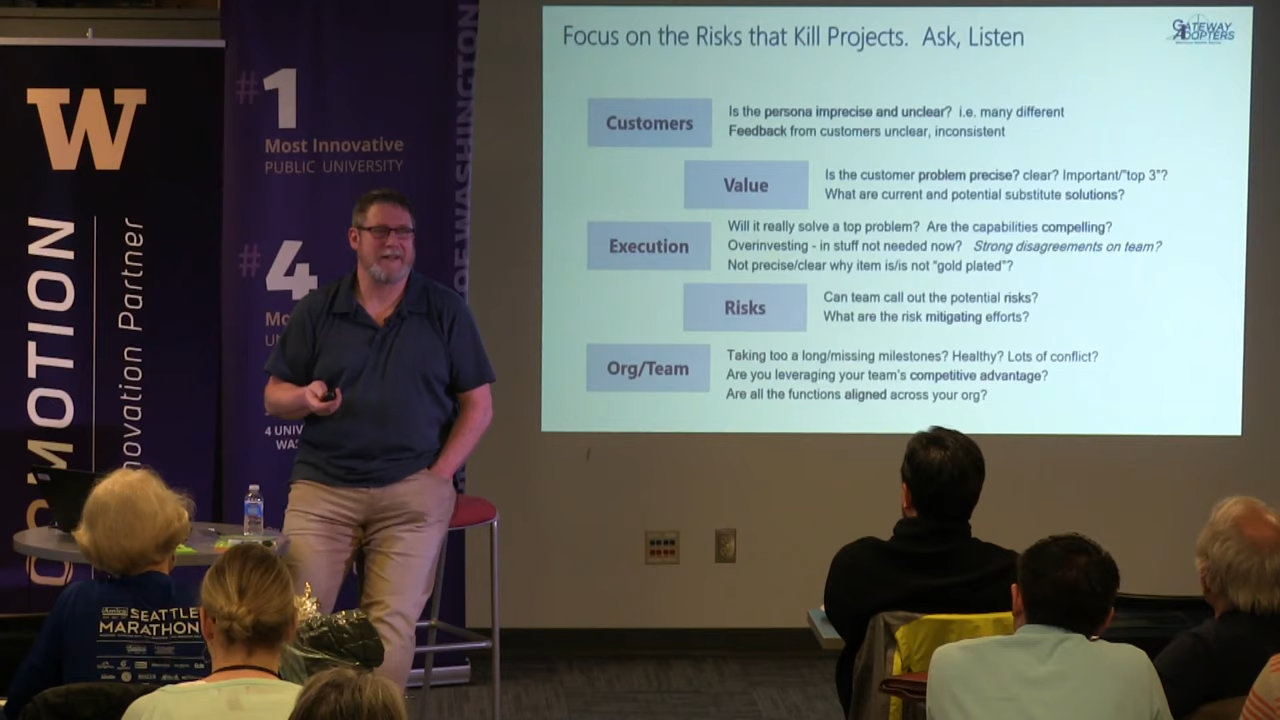 W
COMOTION
Innovation Partner
#1
Most Innovative
PUBLIC UNIVERSITY
#4
4 UNIV
WAS
OF WASHINGTON
Focus on the Risks that Kill Projects.  Ask, Listen
GATEWAY
ADOPTERS
Customers
Is the persona imprecise and unclear?  i.e. many different
Feedback from customers unclear, inconsistent
Value
Is the customer problem precise? clear? Important/"top 3"?
What are current and potential substitute solutions?
Execution
Will it really solve a top problem?  Are the capabilities compelling?
Overinvesting - in stuff not needed now?   Strong disagreements on team?
Not precise/clear why item is/is not "gold plated"?
Risks
Can team call out the potential risks?
What are the risk mitigating efforts?
Org/Team
Taking too a long/missing milestones? Healthy? Lots of conflict?
Are you leveraging your team's competitive advantage?
Are all the functions aligned across your org?
SEATTLE
MARATHON